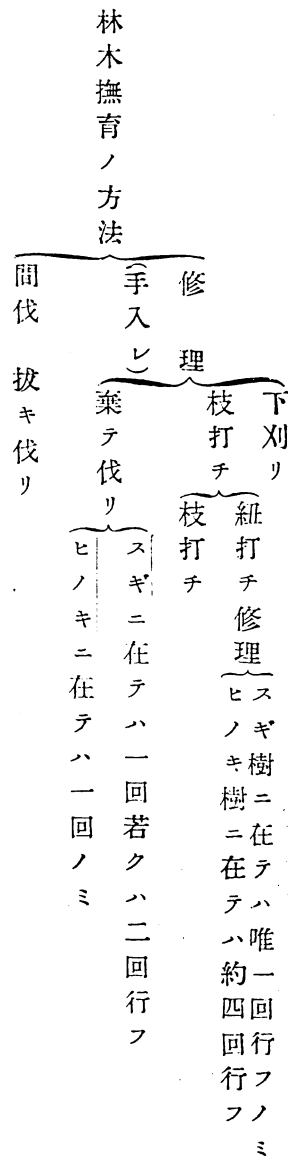 林木撫育ノ方法
修理
(手入レ)
下刈リ
枝打チ
紐打チ修理
スギ樹ニ在テハ唯一回行フノミ
ヒノキ樹ニ在テハ約四回行フ
枝打チ
棄テ伐リ
スギニ在テハ一回若クハ二回行フ
ヒノキニ在テハ一回ノミ
間伐 拔キ伐リ